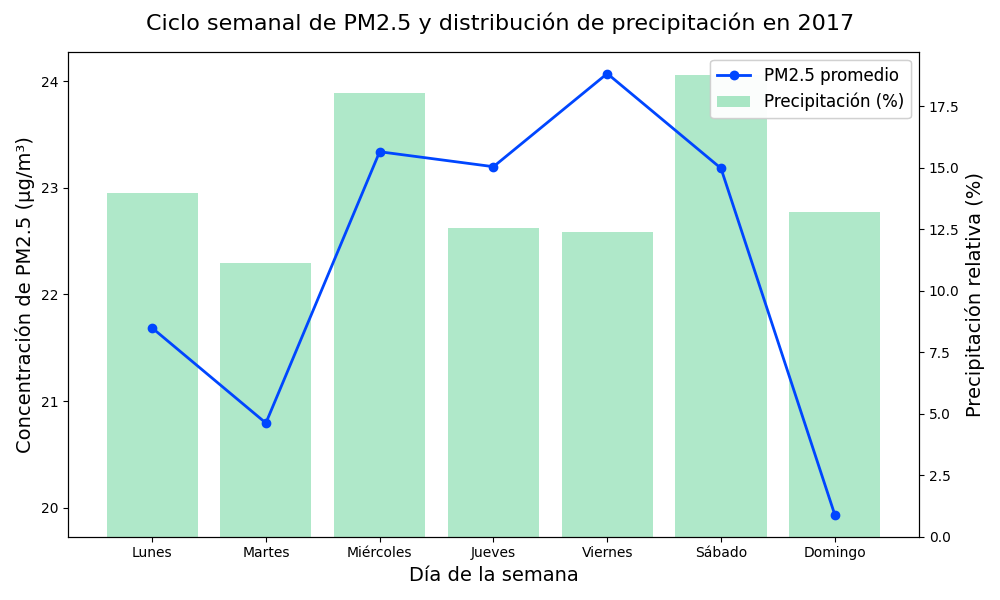 Ciclo semanal de PM2.5 y distribución de precipitación en 2017
PM2.5 promedio
Precipitación (%)
Concentración de PM2.5 (μg/m³)
24
23
22
21
20
Precipitación relativa (%)
17.5
15.0
12.5
10.0
7.5
5.0
2.5
0.0
Lunes Martes Miércoles Jueves Viernes Sábado Domingo
Día de la semana